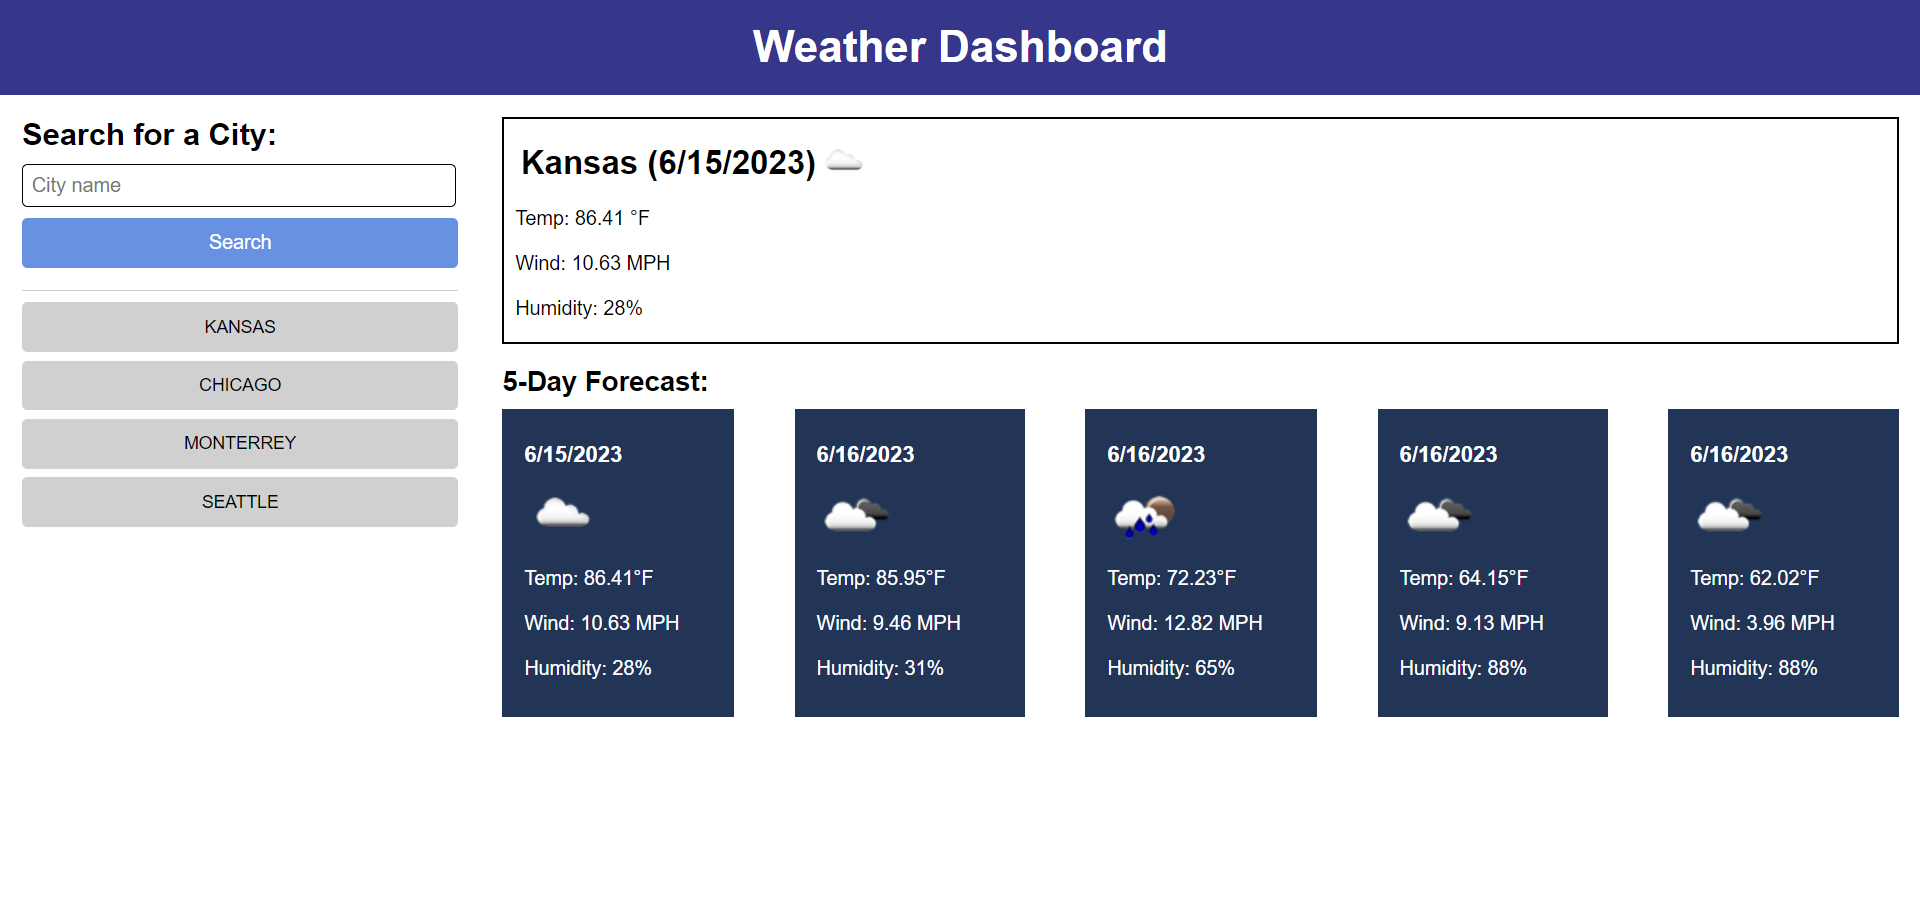 Weather Dashboard
Search for a City:
City name
Search
KANSAS
CHICAGO
MONTERREY
SEATTLE
Kansas (6/15/2023)
Temp: 86.41 °F
Wind: 10.63 MPH
Humidity: 28%
5-Day Forecast:
6/15/2023
Temp: 86.41°F
Wind: 10.63 MPH
Humidity: 28%
6/16/2023
Temp: 85.95°F
Wind: 9.46 MPH
Humidity: 31%
6/16/2023
Temp: 72.23°F
Wind: 12.82 MPH
Humidity: 65%
6/16/2023
Temp: 64.15°F
Wind: 9.13 MPH
Humidity: 88%
6/16/2023
Temp: 62.02°F
Wind: 3.96 MPH
Humidity: 88%